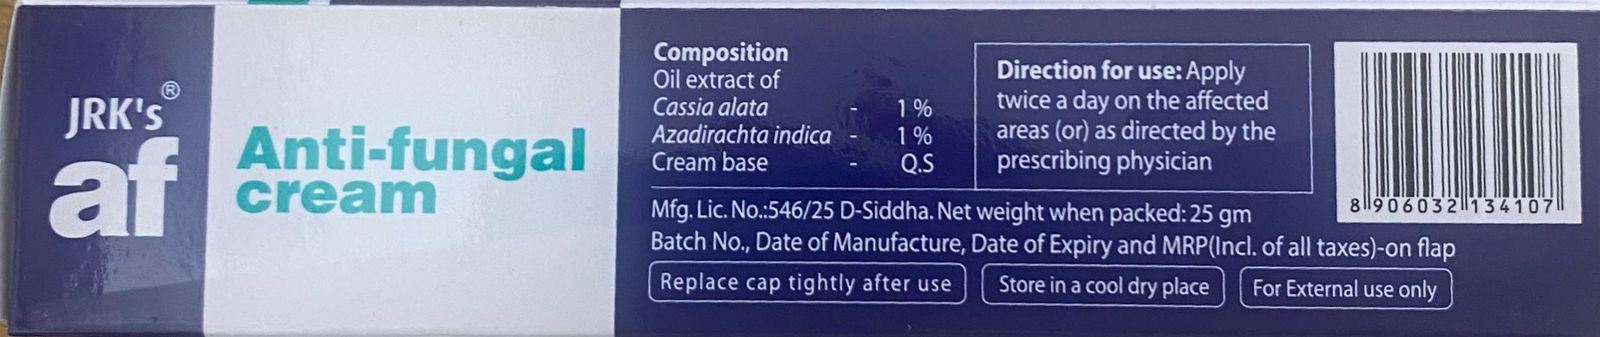 JRK's®
af
Anti-fungal
cream
Composition
Oil extract of
Cassia alata - 1 %
Azadirachta indica - 1 %
Cream base - Q.S
Direction for use: Apply
twice a day on the affected
areas (or) as directed by the
prescribing physician
Mfg. Lic. No.:546/25 D-Siddha. Net weight when packed: 25 gm
Batch No., Date of Manufacture, Date of Expiry and MRP(Incl. of all taxes)-on flap
Replace cap tightly after use
Store in a cool dry place
For External use only
8 906032 134107